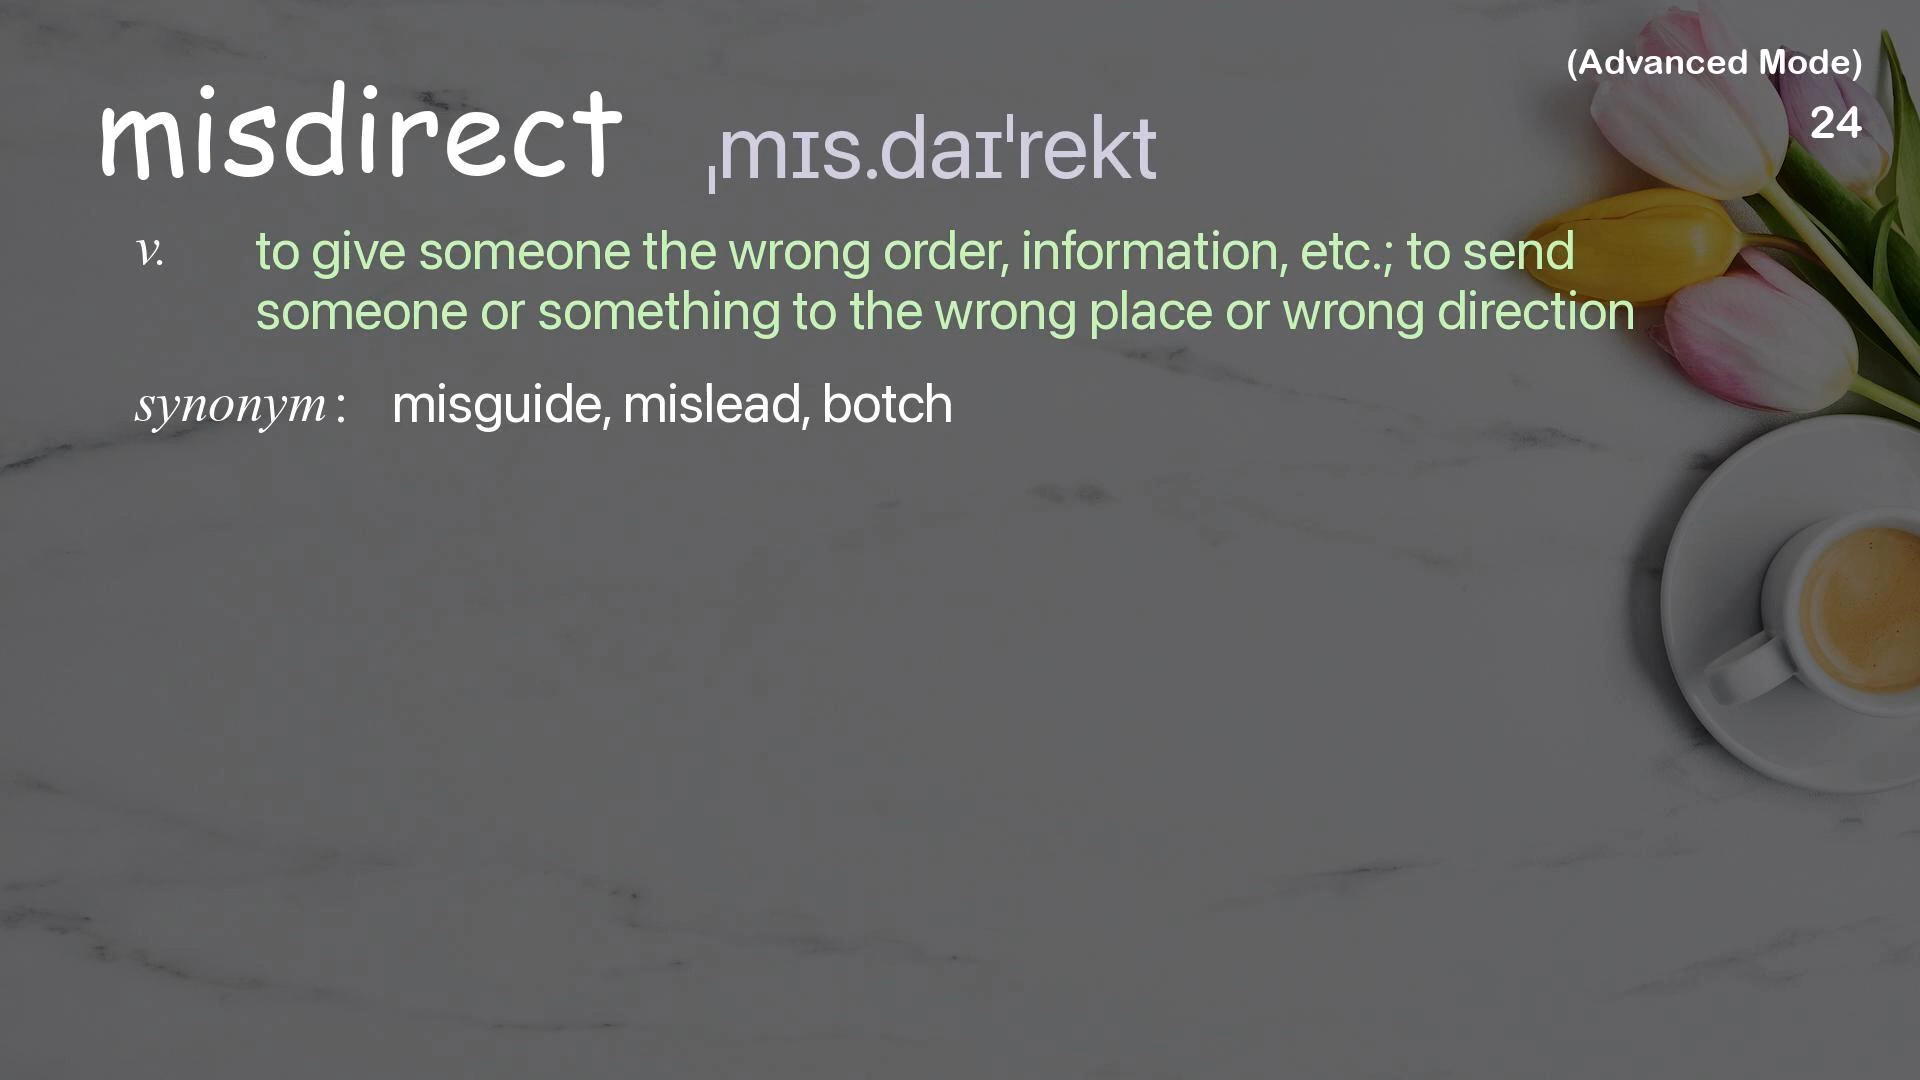 (Advanced Mode)
24
misdirect ˌmɪs.daɪˈrekt
v. to give someone the wrong order, information, etc.; to send
someone or something to the wrong place or wrong direction
synonym: misguide, mislead, botch